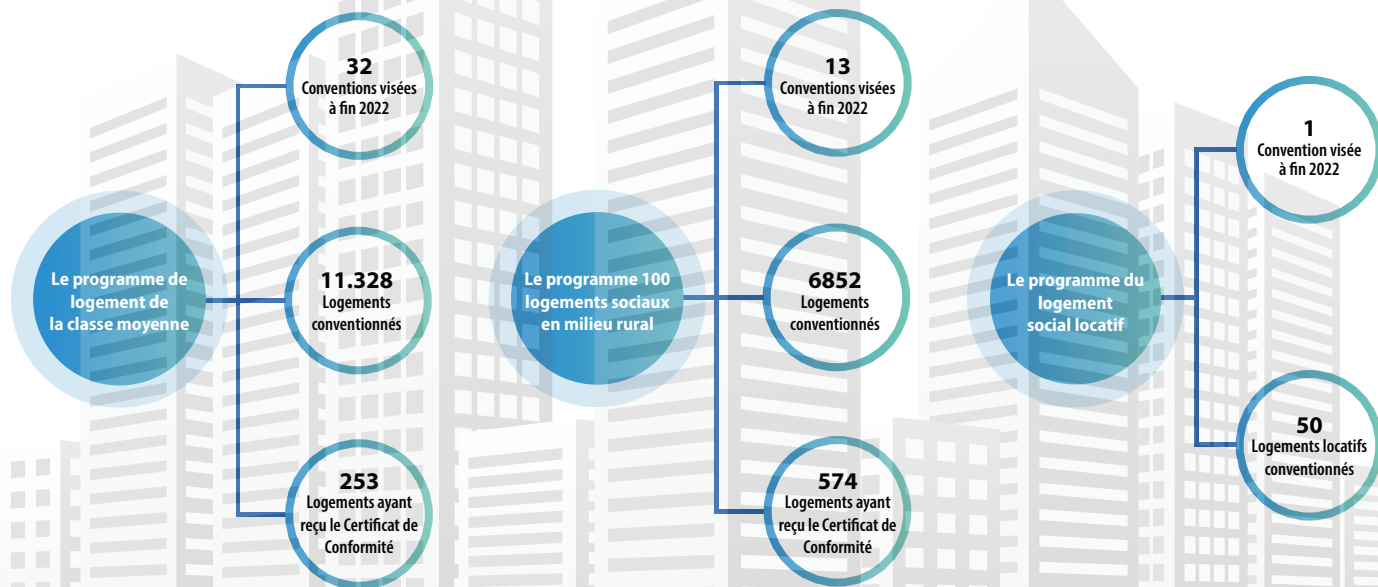 Le programme de
logement de
la classe moyenne
32
Conventions visées
à fin 2022
11.328
Logements
conventionnés
253
Logements ayant
reçu le Certificat de
Conformité
Le programme 100
logements sociaux
en milieu rural
13
Conventions visées
à fin 2022
6852
Logements
conventionnés
574
Logements ayant
reçu le Certificat de
Conformité
Le programme du
logement
social locatif
1
Convention visée
à fin 2022
50
Logements locatifs
conventionnés